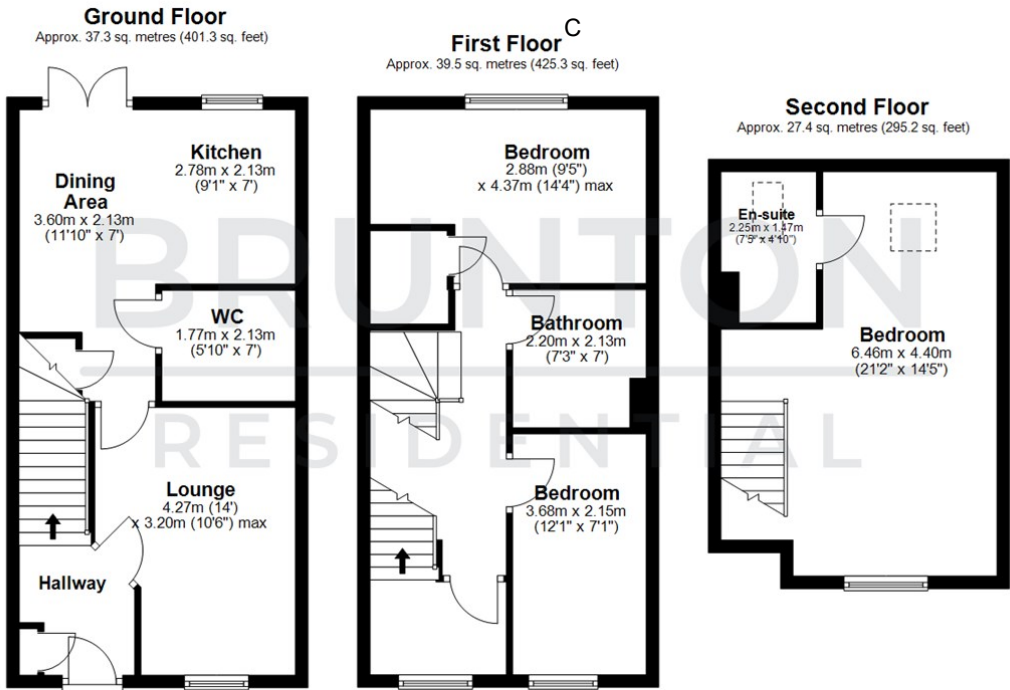 Ground Floor
Approx. 37.3 sq. metres (401.3 sq. feet)
Kitchen
2.78m x 2.13m
(9'1" x 7')
Dining
Area
3.60m x 2.13m
(11'10" x 7')
WC
1.77m x 2.13m
(5'10" x 7')
Lounge
4.27m (14')
x 3.20m (10'6") max
Hallway
First Floor C
Approx. 39.5 sq. metres (425.3 sq. feet)
Bedroom
2.88m (9'5")
x 4.37m (14'4") max
Bathroom
2.20m x 2.13m
(7'3" x 7')
Bedroom
3.68m x 2.15m
(12'1" x 7'1")
Second Floor
Approx. 27.4 sq. metres (295.2 sq. feet)
En-suite
2.25m x 1.47m
(7'5" x 4'10")
Bedroom
6.46m x 4.40m
(21'2" x 14'5")
BRUNTON
RESIDENTIAL